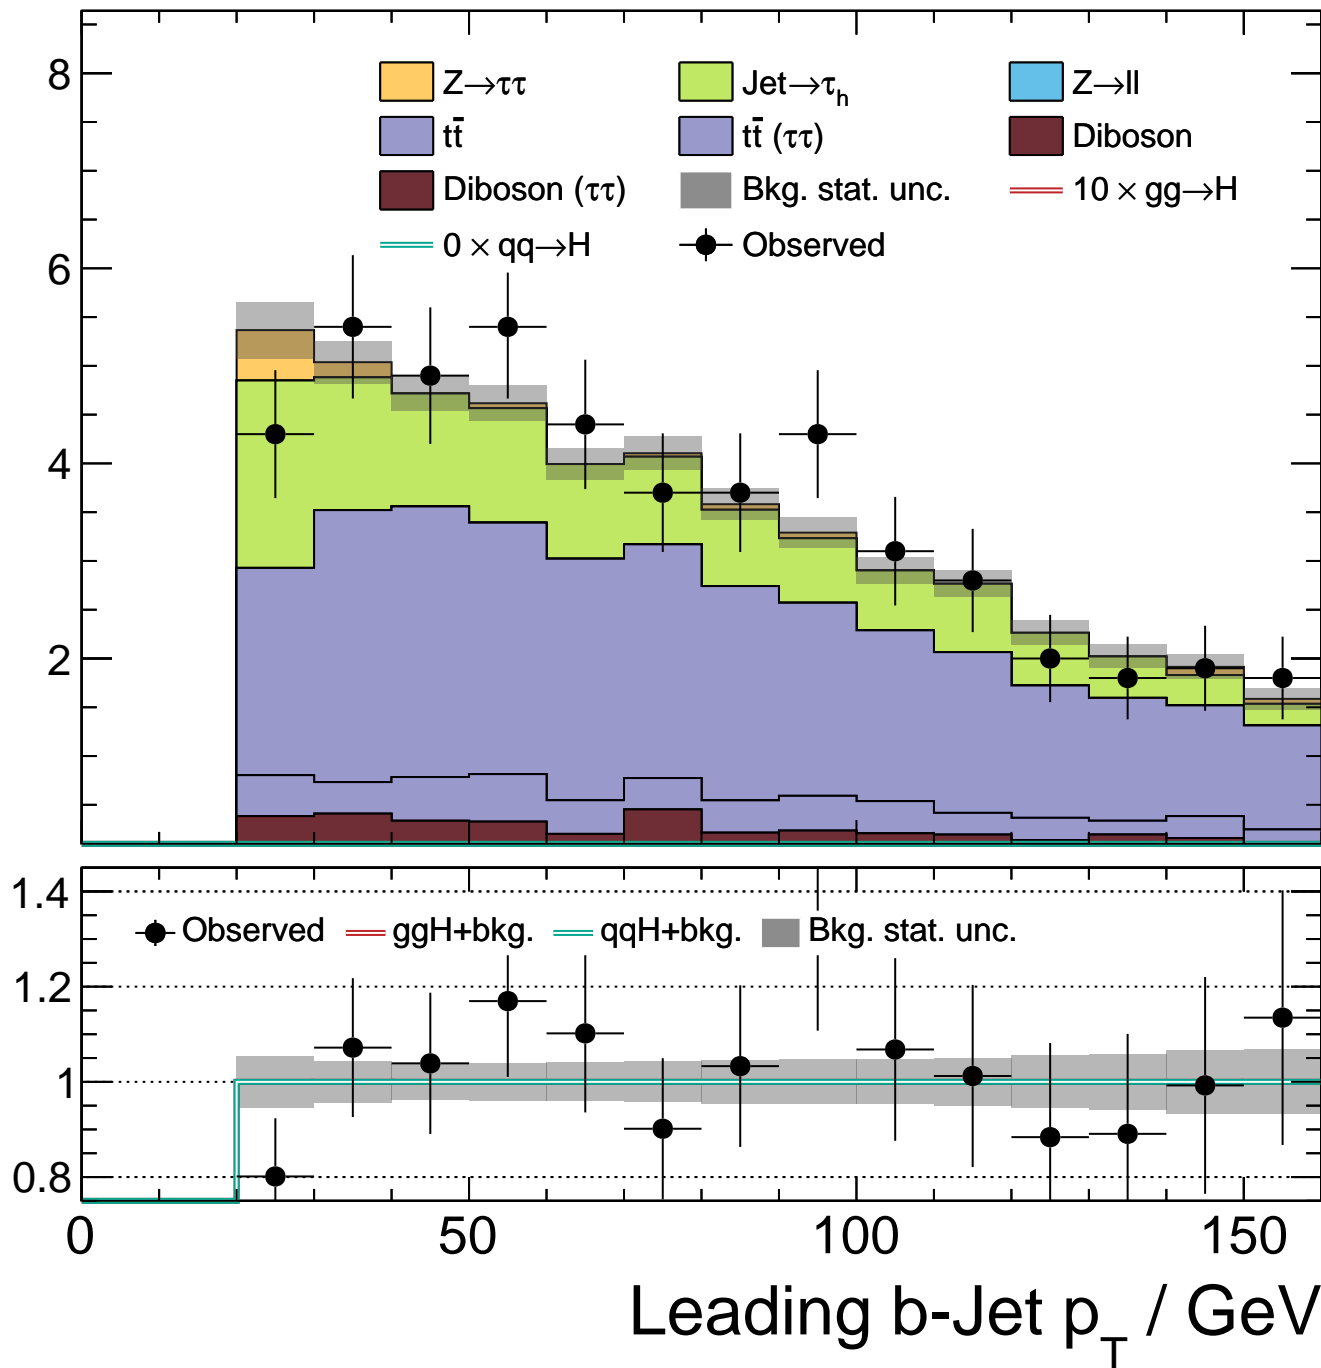 8
Z→ττ Jet→τh Z→ll
tt̄ tt̄ (ττ) Diboson
Diboson (ττ) Bkg. stat. unc. 10 × gg→H
0 × qq→H Observed
6
4
2
1.4
Observed ggH+bkg. qqH+bkg. Bkg. stat. unc.
1.2
1
0.8
0 50 100 150
Leading b-Jet pT / GeV